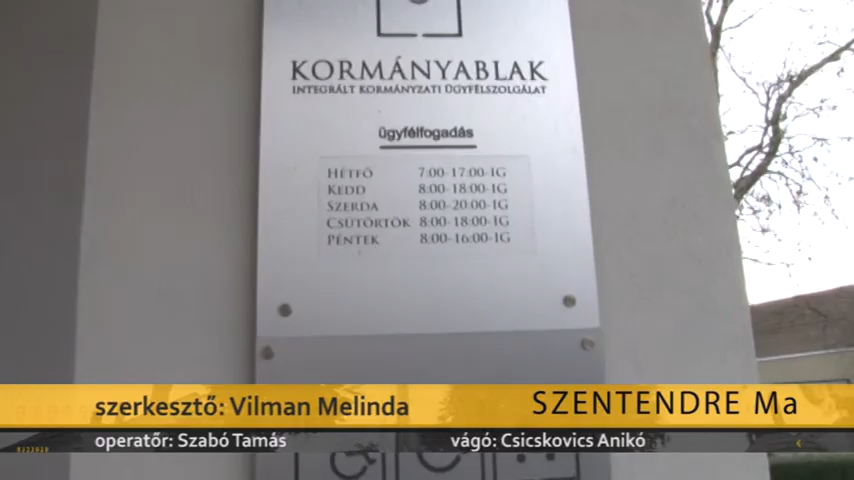 KORMÁNYABLAK
INTEGRÁLT KORMÁNYZATI ÜGYFÉLSZOLGÁLAT
ügyfélfogadás
HÉTFŐ 7:00-17:00-IG
KEDD 8:00-18:00-IG
SZERDA 8:00-20:00-IG
CSÜTÖRTÖK 8:00-18:00-IG
PÉNTEK 8:00-16:00-IG
szerkesztő: Vilman Melinda
SZENTENDRE Ma
operatőr: Szabó Tamás
vágó: Csicskovics Anikó